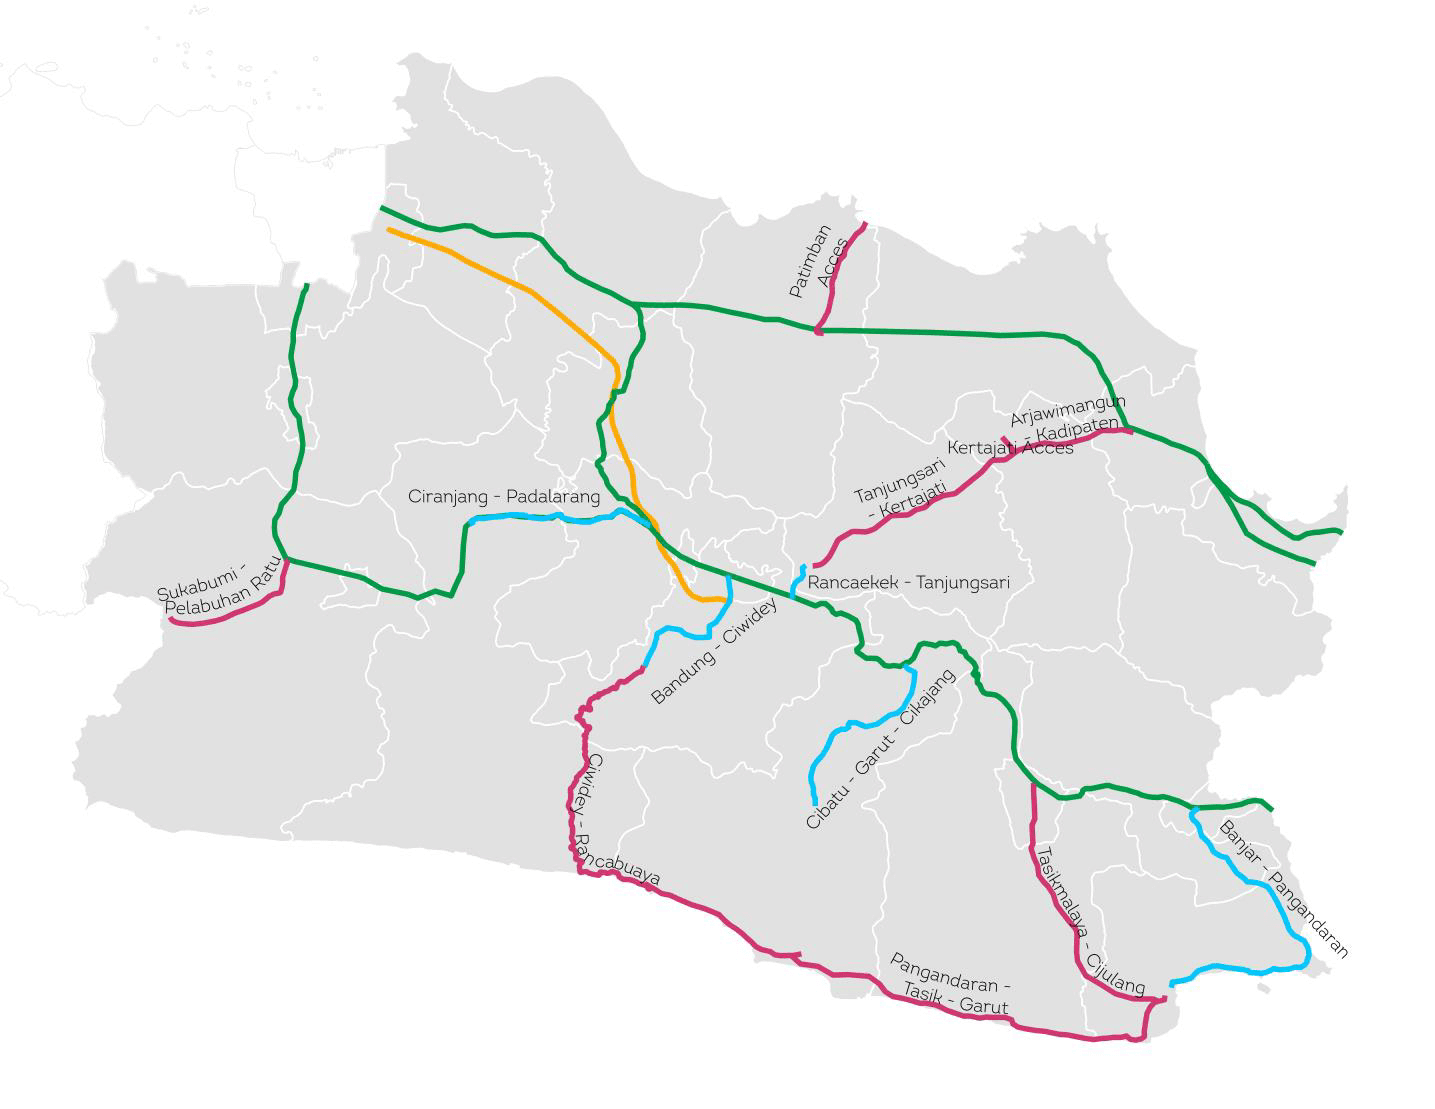 Patimban
Acces
Arjawimangun
- Kadipaten
Kertajati Acces
Tanjungsari
- Kertajati
Ciranjang - Padalarang
Sukabumi -
Pelabuhan Ratu
Rancaekek - Tanjungsari
Bandung - Ciwidey
Cibatu - Garut - Cikajang
Ciwidey - Rancabuaya
Banjar - Pangandaran
Tasikmalaya - Cijulang
Pangandaran -
Tasik - Garut